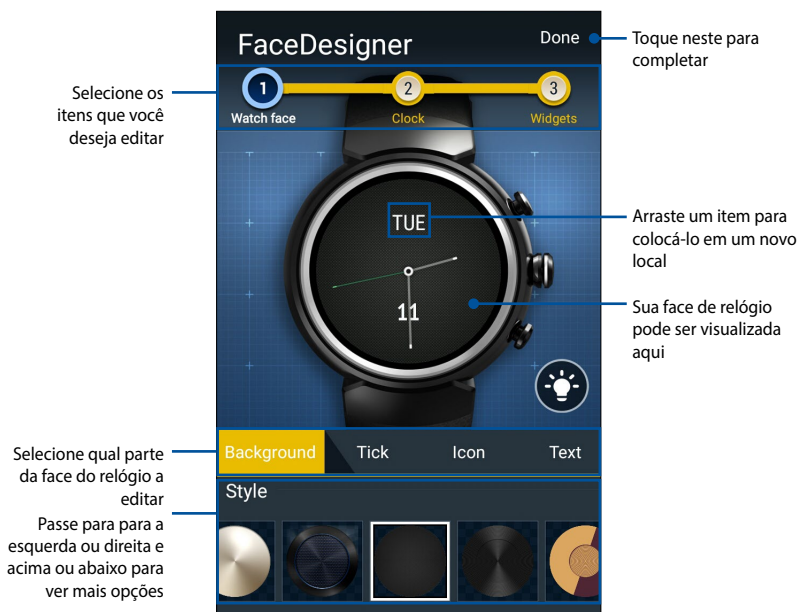 FaceDesigner
Done
Toque neste para
completar
Selecione os
itens que você
deseja editar
1
2
3
Watch face
Clock
Widgets
TUE
11
Arraste um item para
colocá-lo em um novo
local
Sua face de relógio
pode ser visualizada
aqui
Selecione qual parte
da face do relógio a
editar
Background
Tick
Icon
Text
Style
Passe para para a
esquerda ou direita e
acima ou abaixo para
ver mais opções